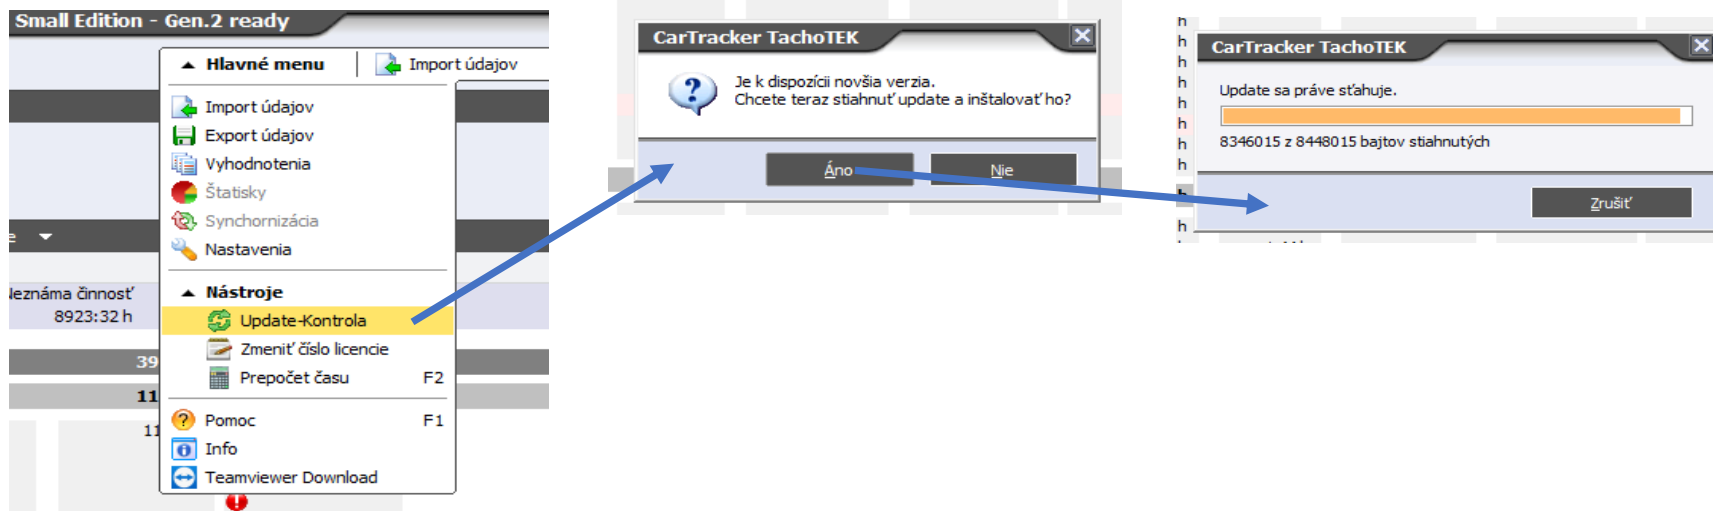 Small Edition - Gen.2 ready
Hlavné menu
Import údajov
Import údajov
Export údajov
Vyhodnotenia
Štatisky
Synchornizácia
Nastavenia
Neznáma činnosť
8923:32 h
Nástroje
Update-Kontrola
Zmeniť číslo licencie
Prepočet času F2
39
11
11
Pomoc F1
Info
Teamviewer Download
CarTracker TachoTEK
Je k dispozícii novšia verzia.
Chcete teraz stiahnuť update a inštalovať ho?
Áno
Nie
h
h
h
h
h
h
h
h
h
h
CarTracker TachoTEK
Update sa práve sťahuje.
8346015 z 8448015 bajtov stiahnutých
Zrušiť